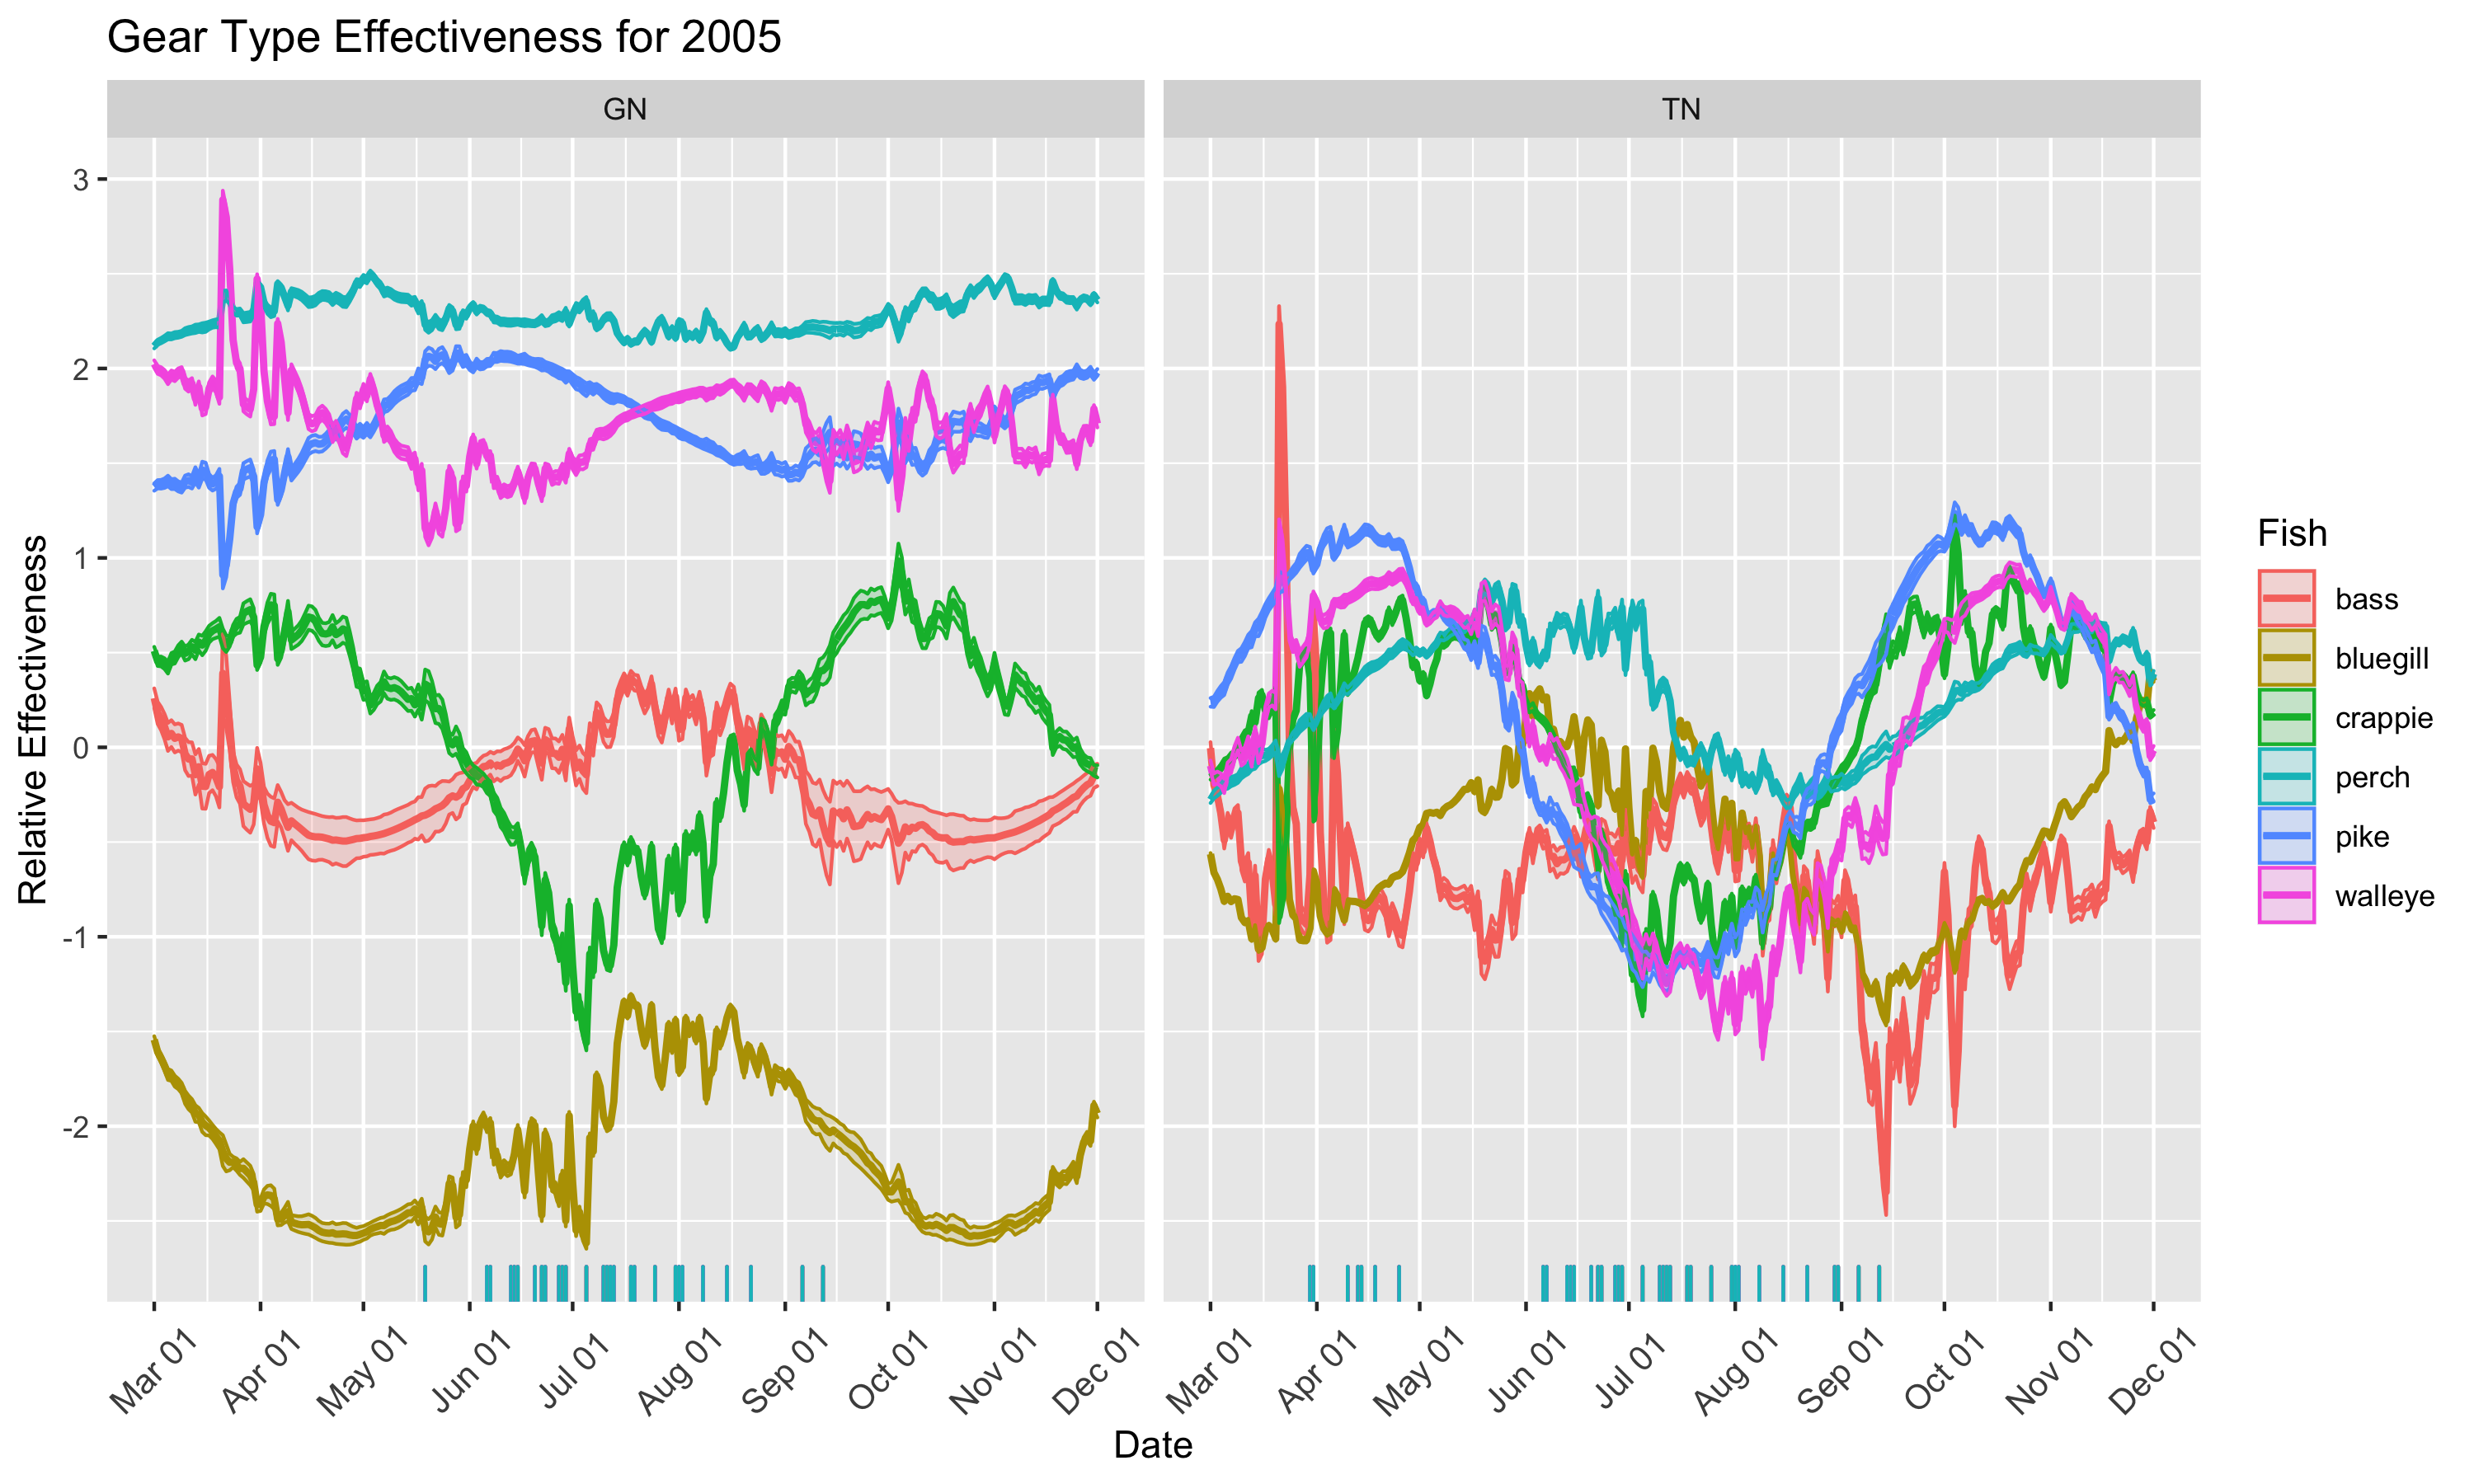 Gear Type Effectiveness for 2005
GN
TN
3
2
1
0
-1
-2
Relative Effectiveness
Mar 01
Apr 01
May 01
Jun 01
Jul 01
Aug 01
Sep 01
Oct 01
Nov 01
Dec 01
Mar 01
Apr 01
May 01
Jun 01
Jul 01
Aug 01
Sep 01
Oct 01
Nov 01
Dec 01
Date
Fish
bass
bluegill
crappie
perch
pike
walleye